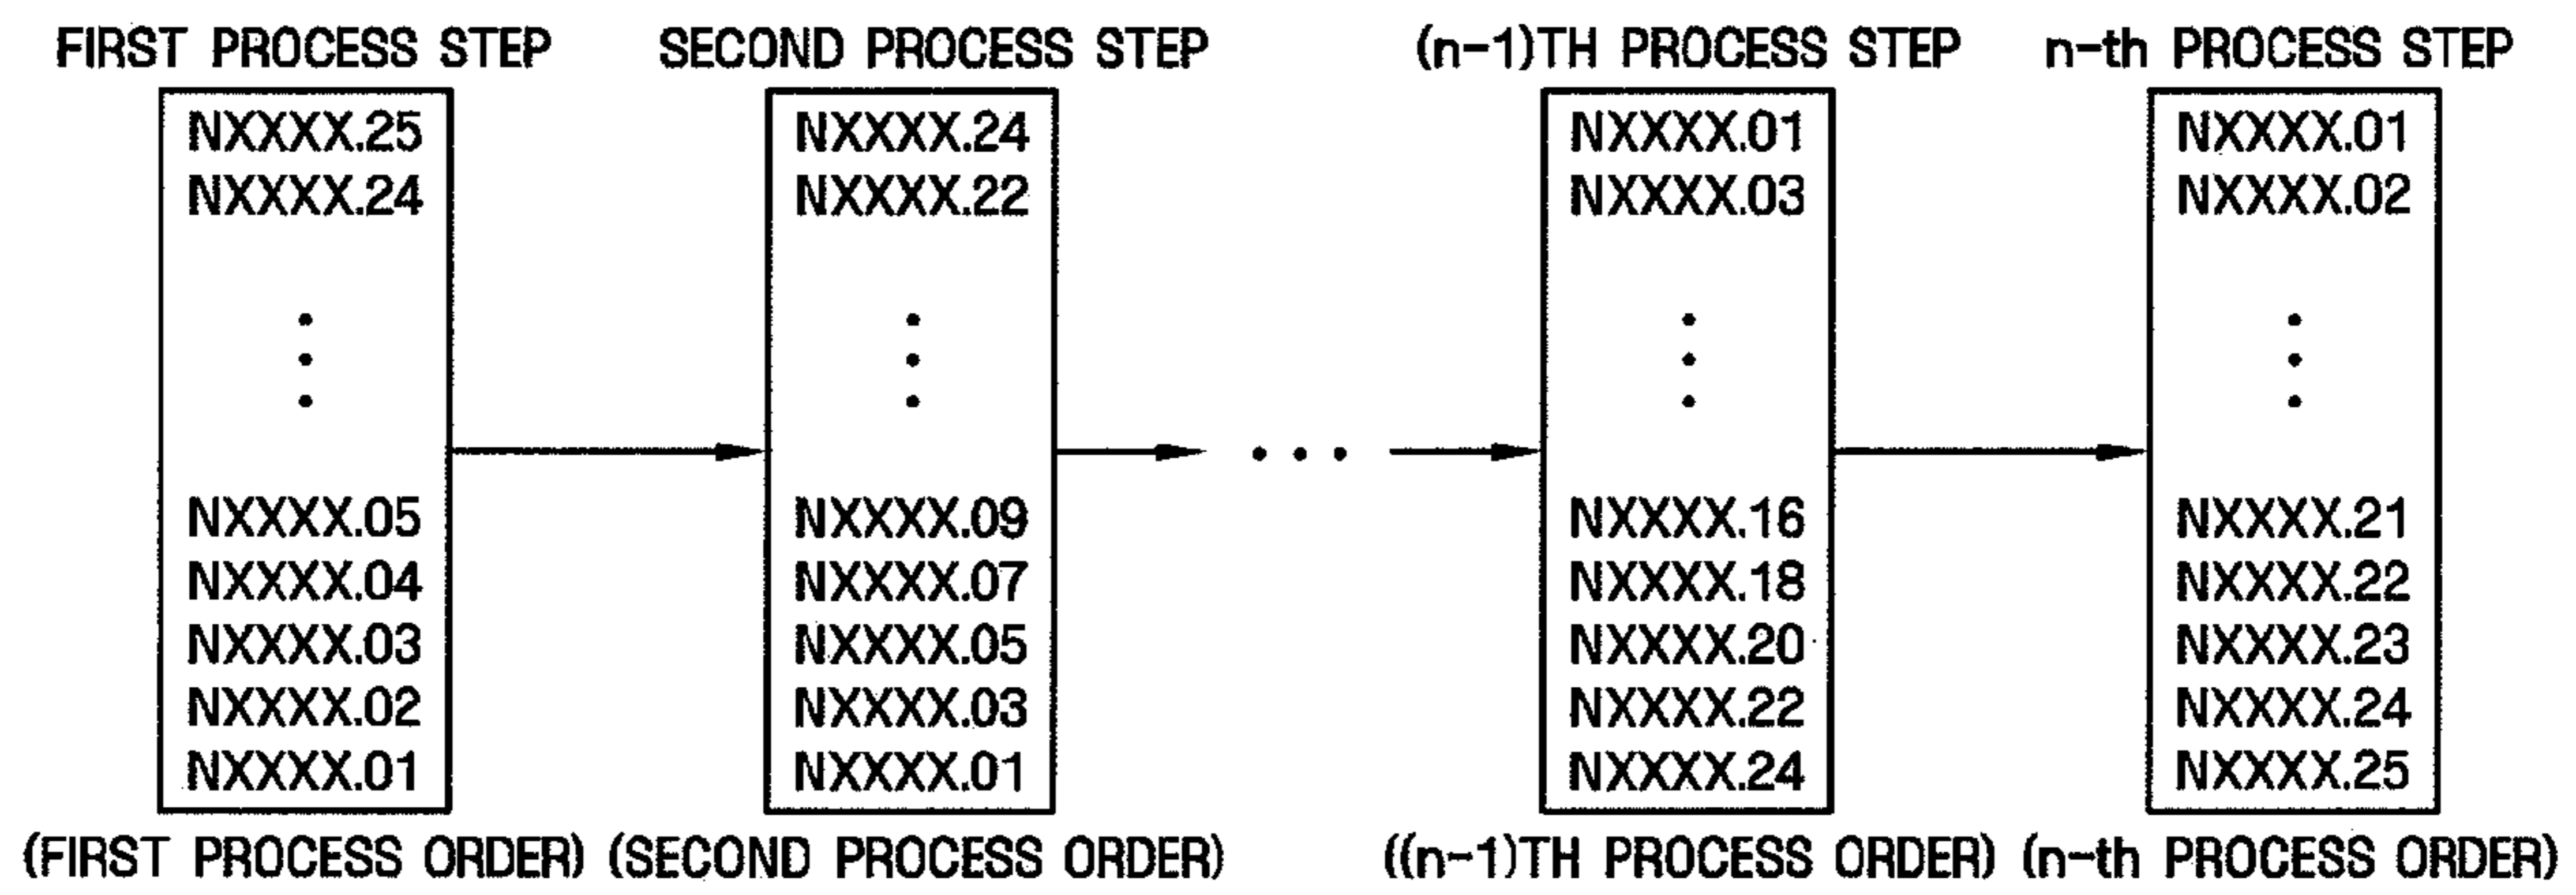 FIRST PROCESS STEP
NXXXX.25
NXXXX.24
NXXXX.05
NXXXX.04
NXXXX.03
NXXXX.02
NXXXX.01
(FIRST PROCESS ORDER)
SECOND PROCESS STEP
NXXXX.24
NXXXX.22
NXXXX.09
NXXXX.07
NXXXX.05
NXXXX.03
NXXXX.01
(SECOND PROCESS ORDER)
(n-1)TH PROCESS STEP
NXXXX.01
NXXXX.03
NXXXX.16
NXXXX.18
NXXXX.20
NXXXX.22
NXXXX.24
((n-1)TH PROCESS ORDER)
n-th PROCESS STEP
NXXXX.01
NXXXX.02
NXXXX.21
NXXXX.22
NXXXX.23
NXXXX.24
NXXXX.25
(n-th PROCESS ORDER)